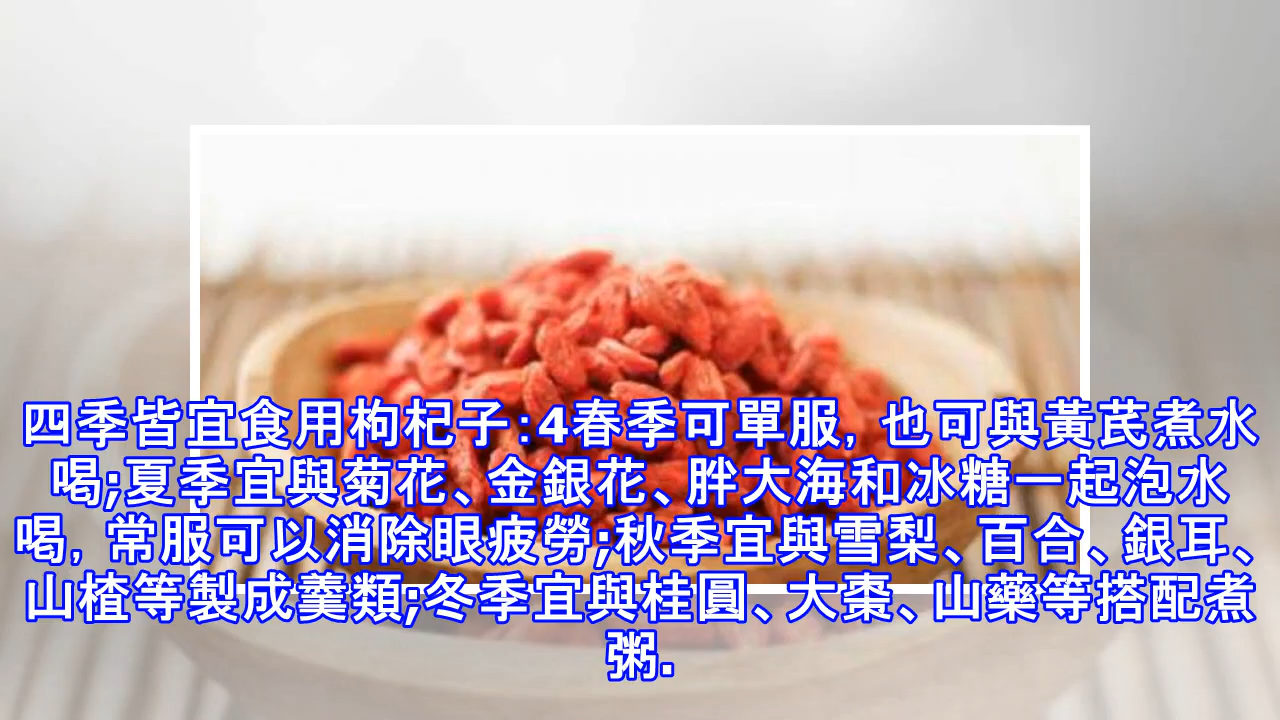 四季皆宜食用枸杞子:4春季可單服, 也可與黃芪煮水
喝;夏季宜與菊花、金銀花、胖大海和冰糖一起泡水
喝, 常服可以消除眼疲勞;秋季宜與雪梨、百合、銀耳、
山楂等製成羹類;冬季宜與桂圓、大棗、山藥等搭配煮
粥.